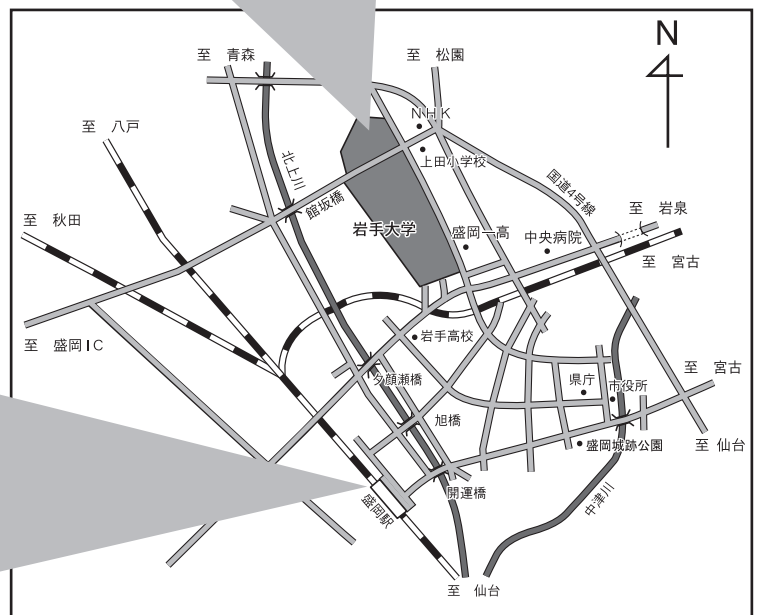 N
至　青森
至　松園
至　八戸
NHK
上田小学校
北上川
館坂橋
国道4号線
至　岩泉
至　秋田
岩手大学
盛岡一高
中央病院
至　宮古
至　盛岡IC
岩手高校
夕顔瀬橋
県庁
市役所
至　宮古
旭橋
盛岡城跡公園
至　仙台
盛岡駅
開運橋
中津川
至　仙台